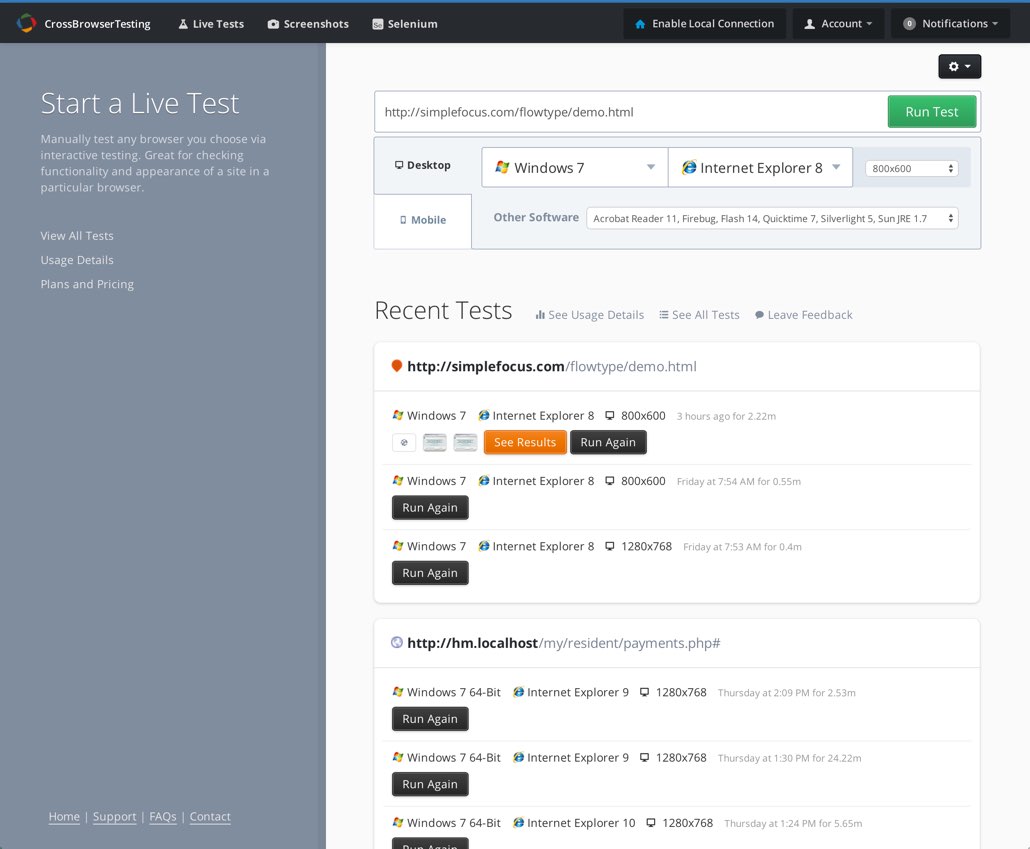 CrossBrowserTesting Live Tests Screenshots Selenium Enable Local Connection Account 0 Notifications
Start a Live Test
Manually test any browser you choose via
interactive testing. Great for checking
functionality and appearance of a site in a
particular browser.
View All Tests
Usage Details
Plans and Pricing
Home | Support | FAQs | Contact
http://simplefocus.com/flowtype/demo.html Run Test
Desktop Windows 7 Internet Explorer 8 800x600
Mobile Other Software Acrobat Reader 11, Firebug, Flash 14, Quicktime 7, Silverlight 5, Sun JRE 1.7
Recent Tests See Usage Details See All Tests Leave Feedback
http://simplefocus.com/flowtype/demo.html
Windows 7 Internet Explorer 8 800x600 3 hours ago for 2.22m
See Results Run Again
Windows 7 Internet Explorer 8 800x600 Friday at 7:54 AM for 0.55m
Run Again
Windows 7 Internet Explorer 8 1280x768 Friday at 7:53 AM for 0.4m
Run Again
http://hm.localhost/my/resident/payments.php#
Windows 7 64-Bit Internet Explorer 9 1280x768 Thursday at 2:09 PM for 2.53m
Run Again
Windows 7 64-Bit Internet Explorer 9 1280x768 Thursday at 1:30 PM for 24.22m
Run Again
Windows 7 64-Bit Internet Explorer 10 1280x768 Thursday at 1:24 PM for 5.65m
Run Again